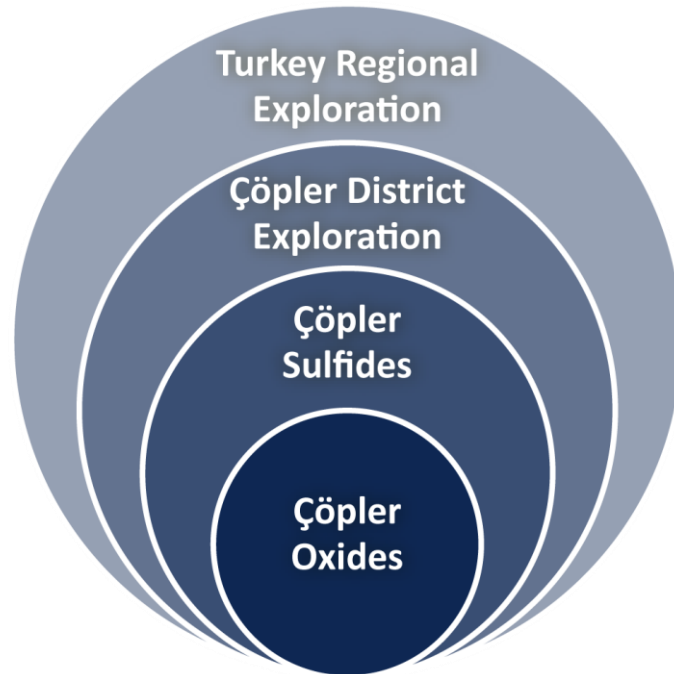 Turkey Regional
Exploration
Çöpler District
Exploration
Çöpler
Sulfides
Çöpler
Oxides